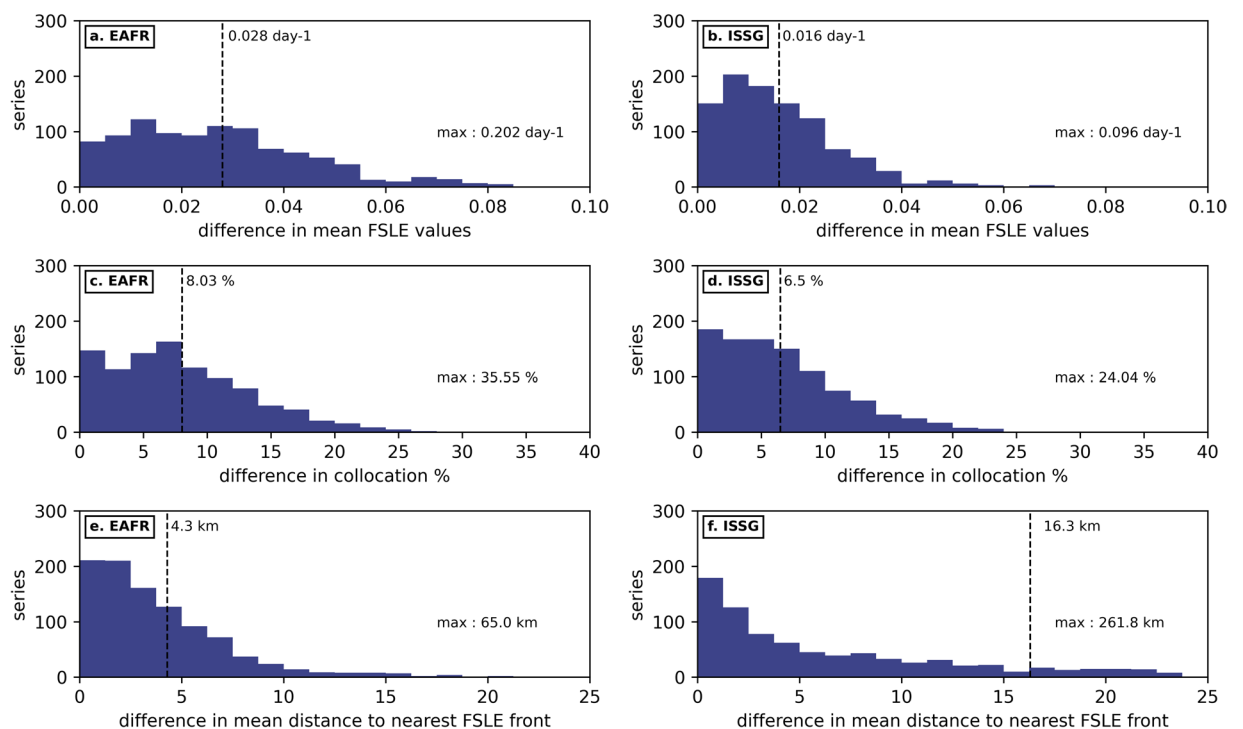 a. EAFR
0.028 day-1
max : 0.202 day-1
series
300
200
100
0
0.00 0.02 0.04 0.06 0.08 0.10
difference in mean FSLE values
b. ISSG
0.016 day-1
max : 0.096 day-1
series
300
200
100
0
0.00 0.02 0.04 0.06 0.08 0.10
difference in mean FSLE values
c. EAFR
8.03 %
max : 35.55 %
series
300
200
100
0
0 5 10 15 20 25 30 35 40
difference in collocation %
d. ISSG
6.5 %
max : 24.04 %
series
300
200
100
0
0 5 10 15 20 25 30 35 40
difference in collocation %
e. EAFR
4.3 km
max : 65.0 km
series
300
200
100
0
0 5 10 15 20 25
difference in mean distance to nearest FSLE front
f. ISSG
16.3 km
max : 261.8 km
series
300
200
100
0
0 5 10 15 20 25
difference in mean distance to nearest FSLE front